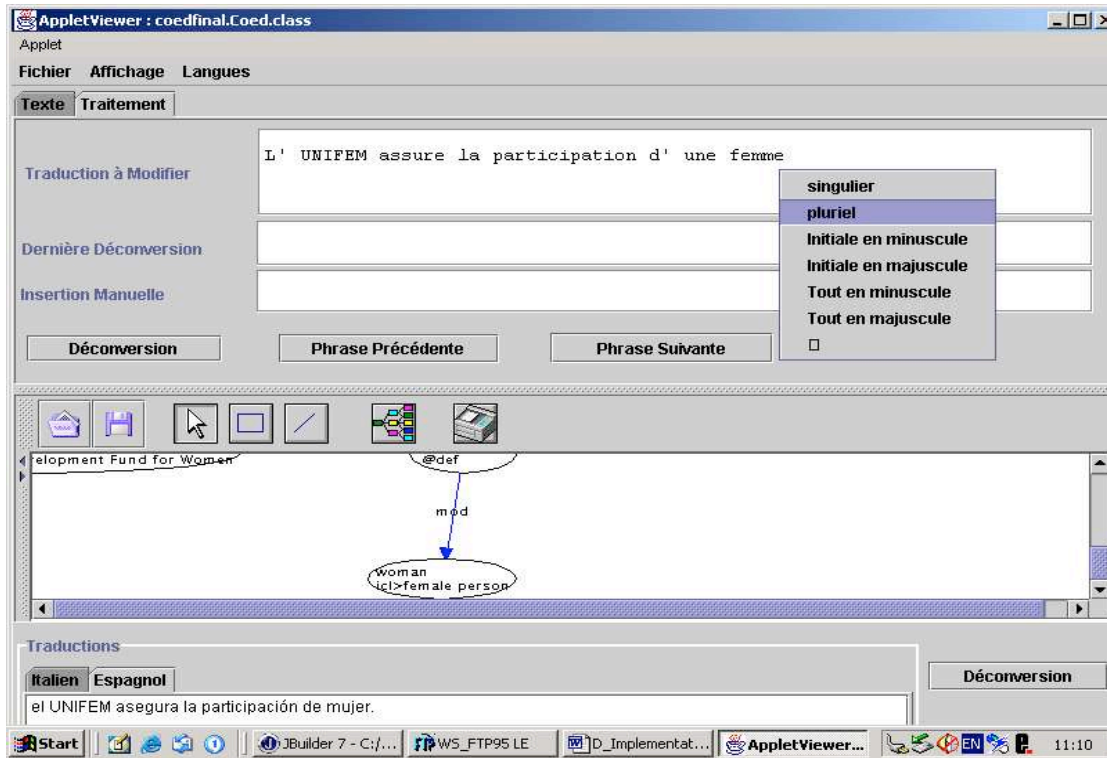 AppletViewer : coedfinal.Coed.class
Applet
Fichier Affichage Langues
Texte Traitement
Traduction à Modifier
L' UNIFEM assure la participation d' une femme
singulier
pluriel
Initiale en minuscule
Initiale en majuscule
Tout en minuscule
Tout en majuscule
Dernière Déconversion
Insertion Manuelle
Déconversion Phrase Précédente Phrase Suivante
elopment Fund for Women
@def
mod
woman
icl>female person
Traductions
Italien Espagnol
Déconversion
el UNIFEM asegura la participación de mujer.
Start JBuilder 7 - C:/... WS_FTP95 LE D_Implementat... AppletViewer... EN 11:10